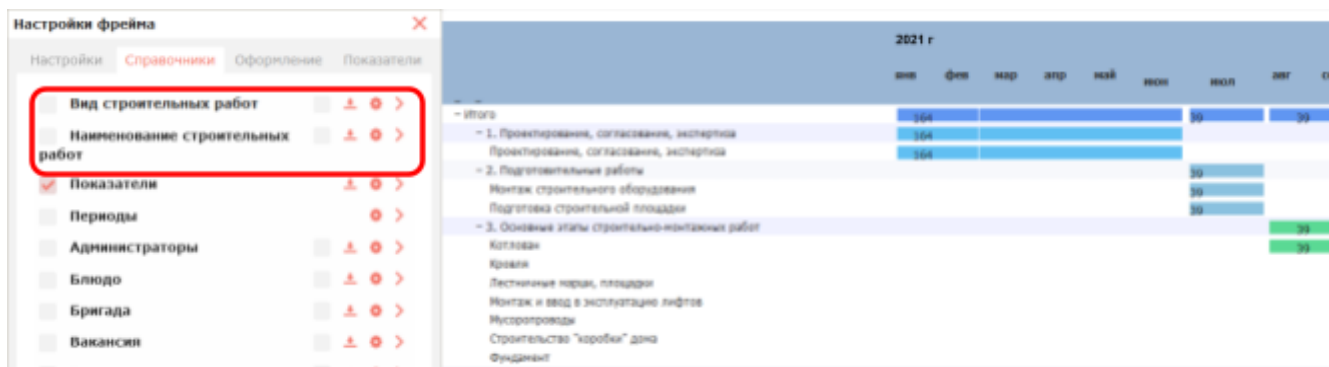 Настройки фрейма
Настройки Справочники Оформление Показатели
Вид строительных работ
Наименование строительных
работ
Показатели
Периоды
Администраторы
Блюдо
Бригада
Вакансия
2021 г
янв фев мар апр май июн июл авг
- Итого 164 39 39
- 1. Проектирование, согласование, экспертиза 164
Проектирование, согласование, экспертиза 164
- 2. Подготовительные работы 39
Монтаж строительного оборудования 39
Подготовка строительной площадки 39
- 3. Основные этапы строительно-монтажных работ 39
Котлован 39
Кровля
Лестничные марши, площадки
Монтаж и ввод в эксплуатацию лифтов
Мусоропроводы
Строительство "коробки" дома
Фундамент